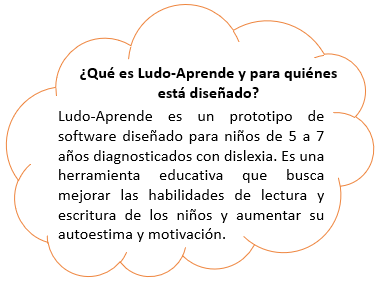 ¿Qué es Ludo-Aprende y para quiénes
está diseñado?
Ludo-Aprende es un prototipo de
software diseñado para niños de 5 a 7
años diagnosticados con dislexia. Es una
herramienta educativa que busca
mejorar las habilidades de lectura y
escritura de los niños y aumentar su
autoestima y motivación.